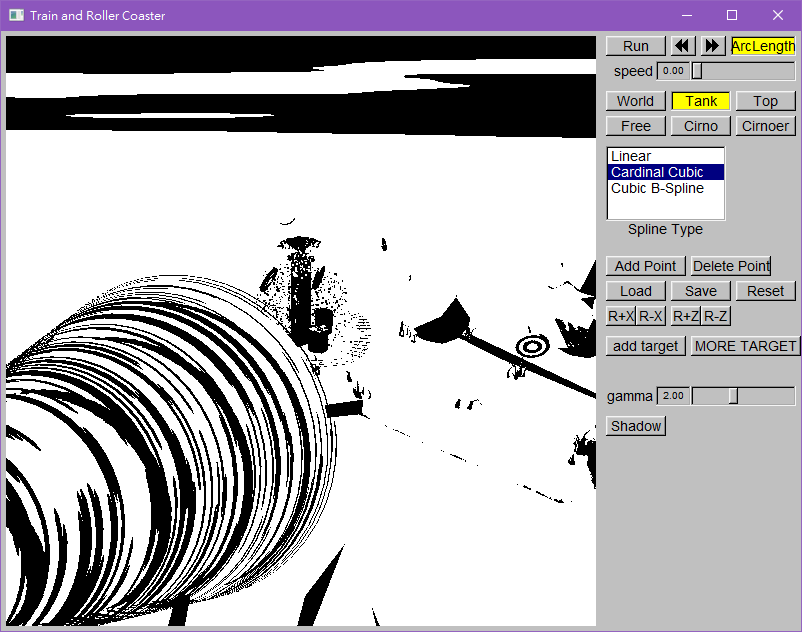 Train and Roller Coaster
Run ArcLength
speed 0.00
World Tank Top
Free Cirno Cirnoer
Linear
Cardinal Cubic
Cubic B-Spline
Spline Type
Add Point Delete Point
Load Save Reset
R+X R-X R+Z R-Z
add target MORE TARGET
gamma 2.00
Shadow